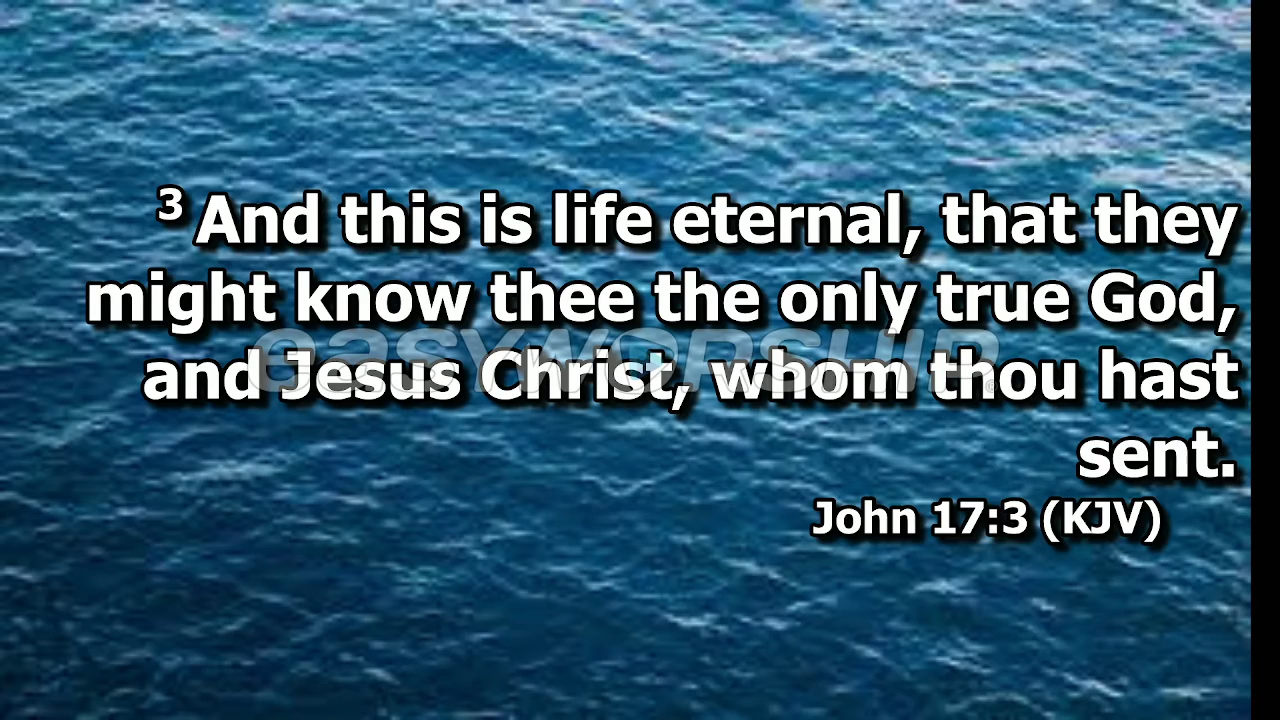 3 And this is life eternal, that they
might know thee the only true God,
EASYWORSHIP
and Jesus Christ, whom thou hast
sent.
John 17:3 (KJV)